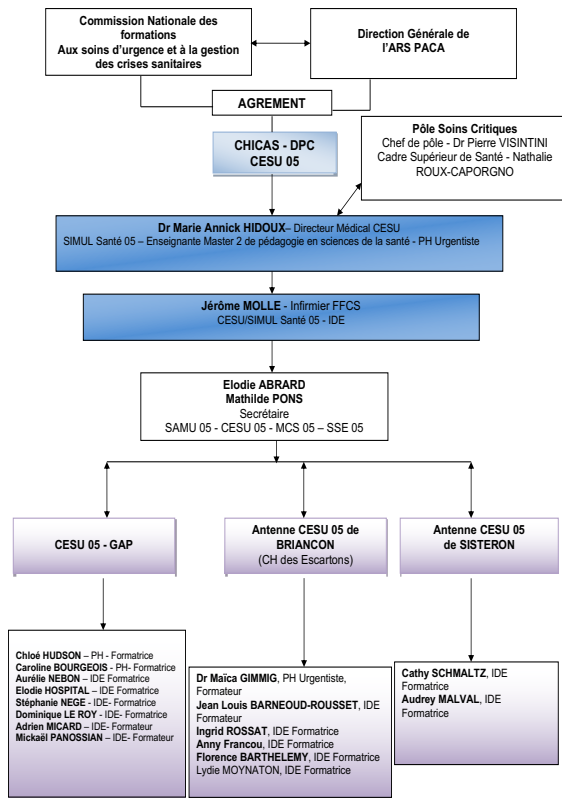 Commission Nationale des
formations
Aux soins d'urgence et à la gestion
des crises sanitaires
Direction Générale de
l'ARS PACA
AGREMENT
CHICAS - DPC
CESU 05
Pôle Soins Critiques
Chef de pôle - Dr Pierre VISINTINI
Cadre Supérieur de Santé - Nathalie
ROUX-CAPORGNO
Dr Marie Annick HIDOUX– Directeur Médical CESU
SIMUL Santé 05 – Enseignante Master 2 de pédagogie en sciences de la santé - PH Urgentiste
Jérôme MOLLE - Infirmier FFCS
CESU/SIMUL Santé 05 - IDE
Elodie ABRARD
Mathilde PONS
Secrétaire
SAMU 05 - CESU 05 - MCS 05 – SSE 05
CESU 05 - GAP
Antenne CESU 05 de
BRIANCON
(CH des Escartons)
Antenne CESU 05
de SISTERON
Chloé HUDSON – PH - Formatrice
Caroline BOURGEOIS - PH- Formatrice
Aurélie NEBON – IDE Formatrice
Elodie HOSPITAL – IDE Formatrice
Stéphanie NEGE - IDE- Formatrice
Dominique LE ROY - IDE- Formatrice
Adrien MICARD – IDE- Formateur
Mickaël PANOSSIAN -IDE- Formateur
Dr Maïca GIMMIG, PH Urgentiste,
Formateur
Jean Louis BARNEOUD-ROUSSET, IDE
Formateur
Ingrid ROSSAT, IDE Formatrice
Anny Francou, IDE Formatrice
Florence BARTHELEMY, IDE Formatrice
Lydie MOYNATON, IDE Formatrice
Cathy SCHMALTZ, IDE
Formatrice
Audrey MALVAL, IDE
Formatrice